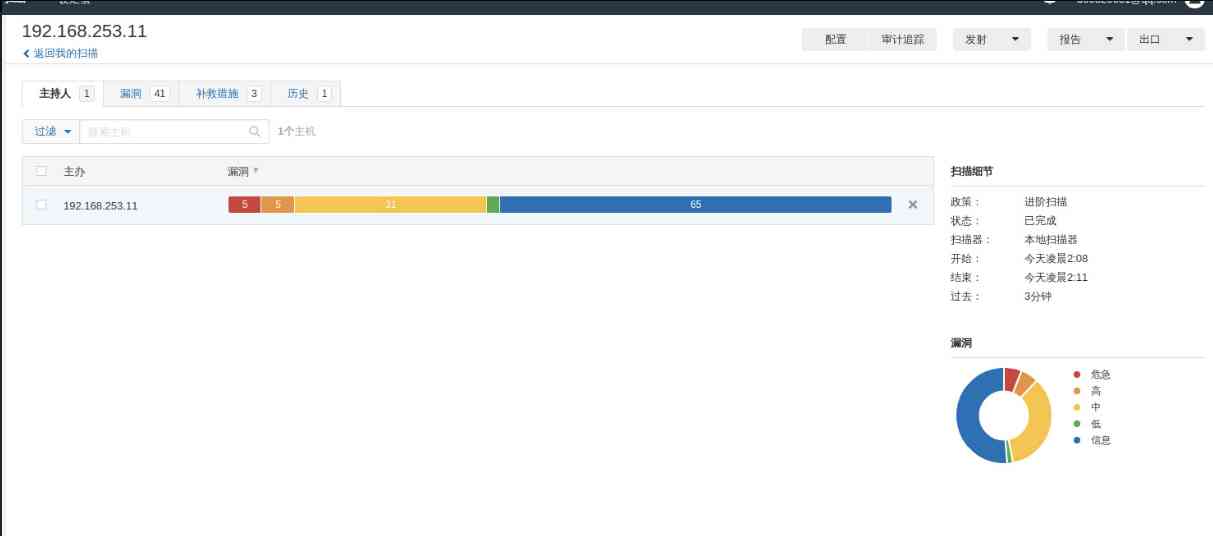 192.168.253.11
返回我的扫描
配置 审计追踪 发射 报告 出口
主持人 1 漏洞 41 补救措施 3 历史 1
过滤 搜索主机 1个主机
主办 漏洞
192.168.253.11 5 5 31 65
扫描细节
政策： 进阶扫描
状态： 已完成
扫描器： 本地扫描器
开始： 今天凌晨2:08
结束： 今天凌晨2:11
过去： 3分钟
漏洞
危急
高
中
低
信息